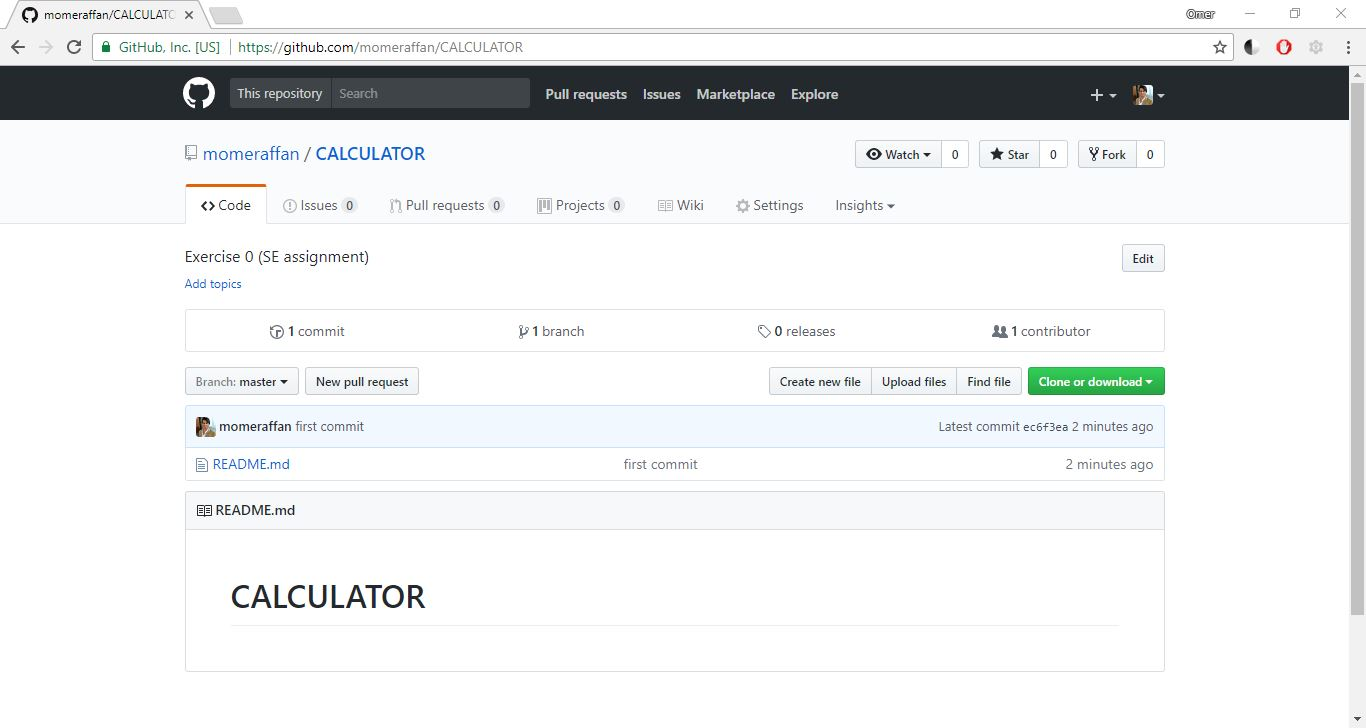 momeraffan/CALCULATO
Omer
GitHub, Inc. [US] https://github.com/momeraffan/CALCULATOR
This repository Search Pull requests Issues Marketplace Explore
momeraffan / CALCULATOR Watch 0 Star 0 Fork 0
Code Issues 0 Pull requests 0 Projects 0 Wiki Settings Insights
Exercise 0 (SE assignment) Edit
Add topics
1 commit 1 branch 0 releases 1 contributor
Branch: master New pull request Create new file Upload files Find file Clone or download
momeraffan first commit Latest commit ec6f3ea 2 minutes ago
README.md first commit 2 minutes ago
README.md
CALCULATOR